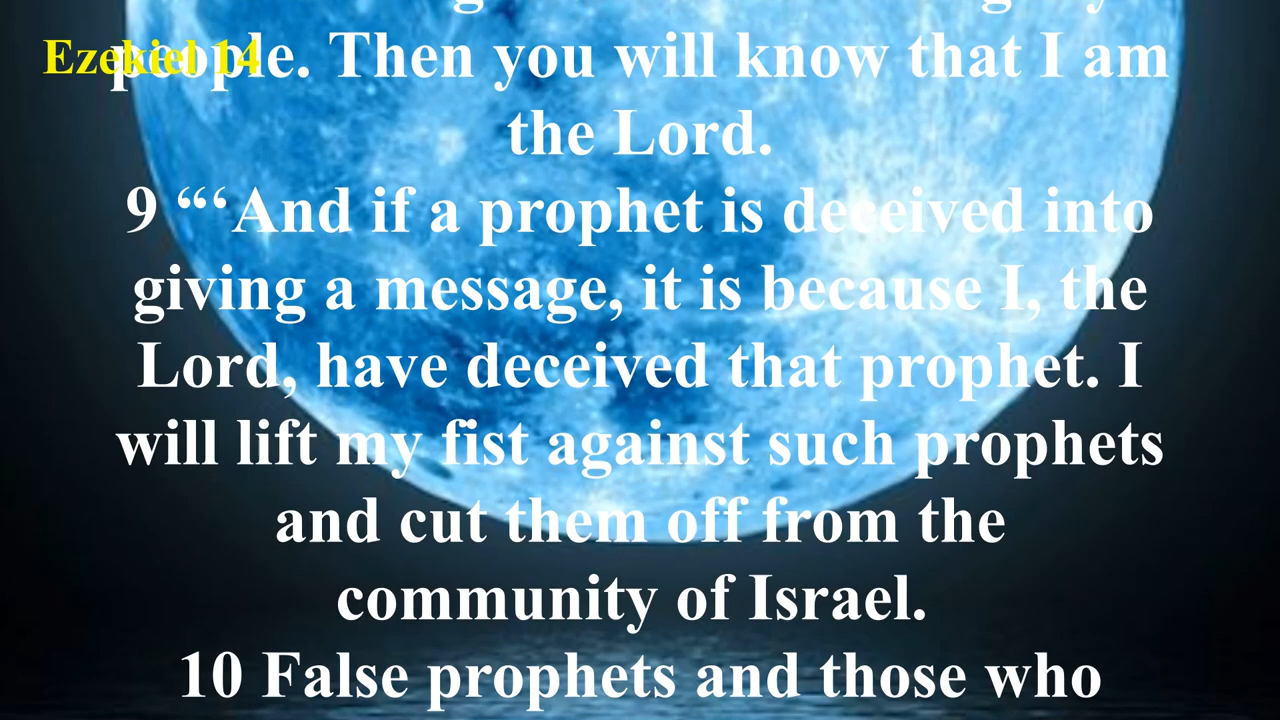 Ezekiel 14
people. Then you will know that I am
the Lord.
9 “‘And if a prophet is deceived into
giving a message, it is because I, the
Lord, have deceived that prophet. I
will lift my fist against such prophets
and cut them off from the
community of Israel.
10 False prophets and those who